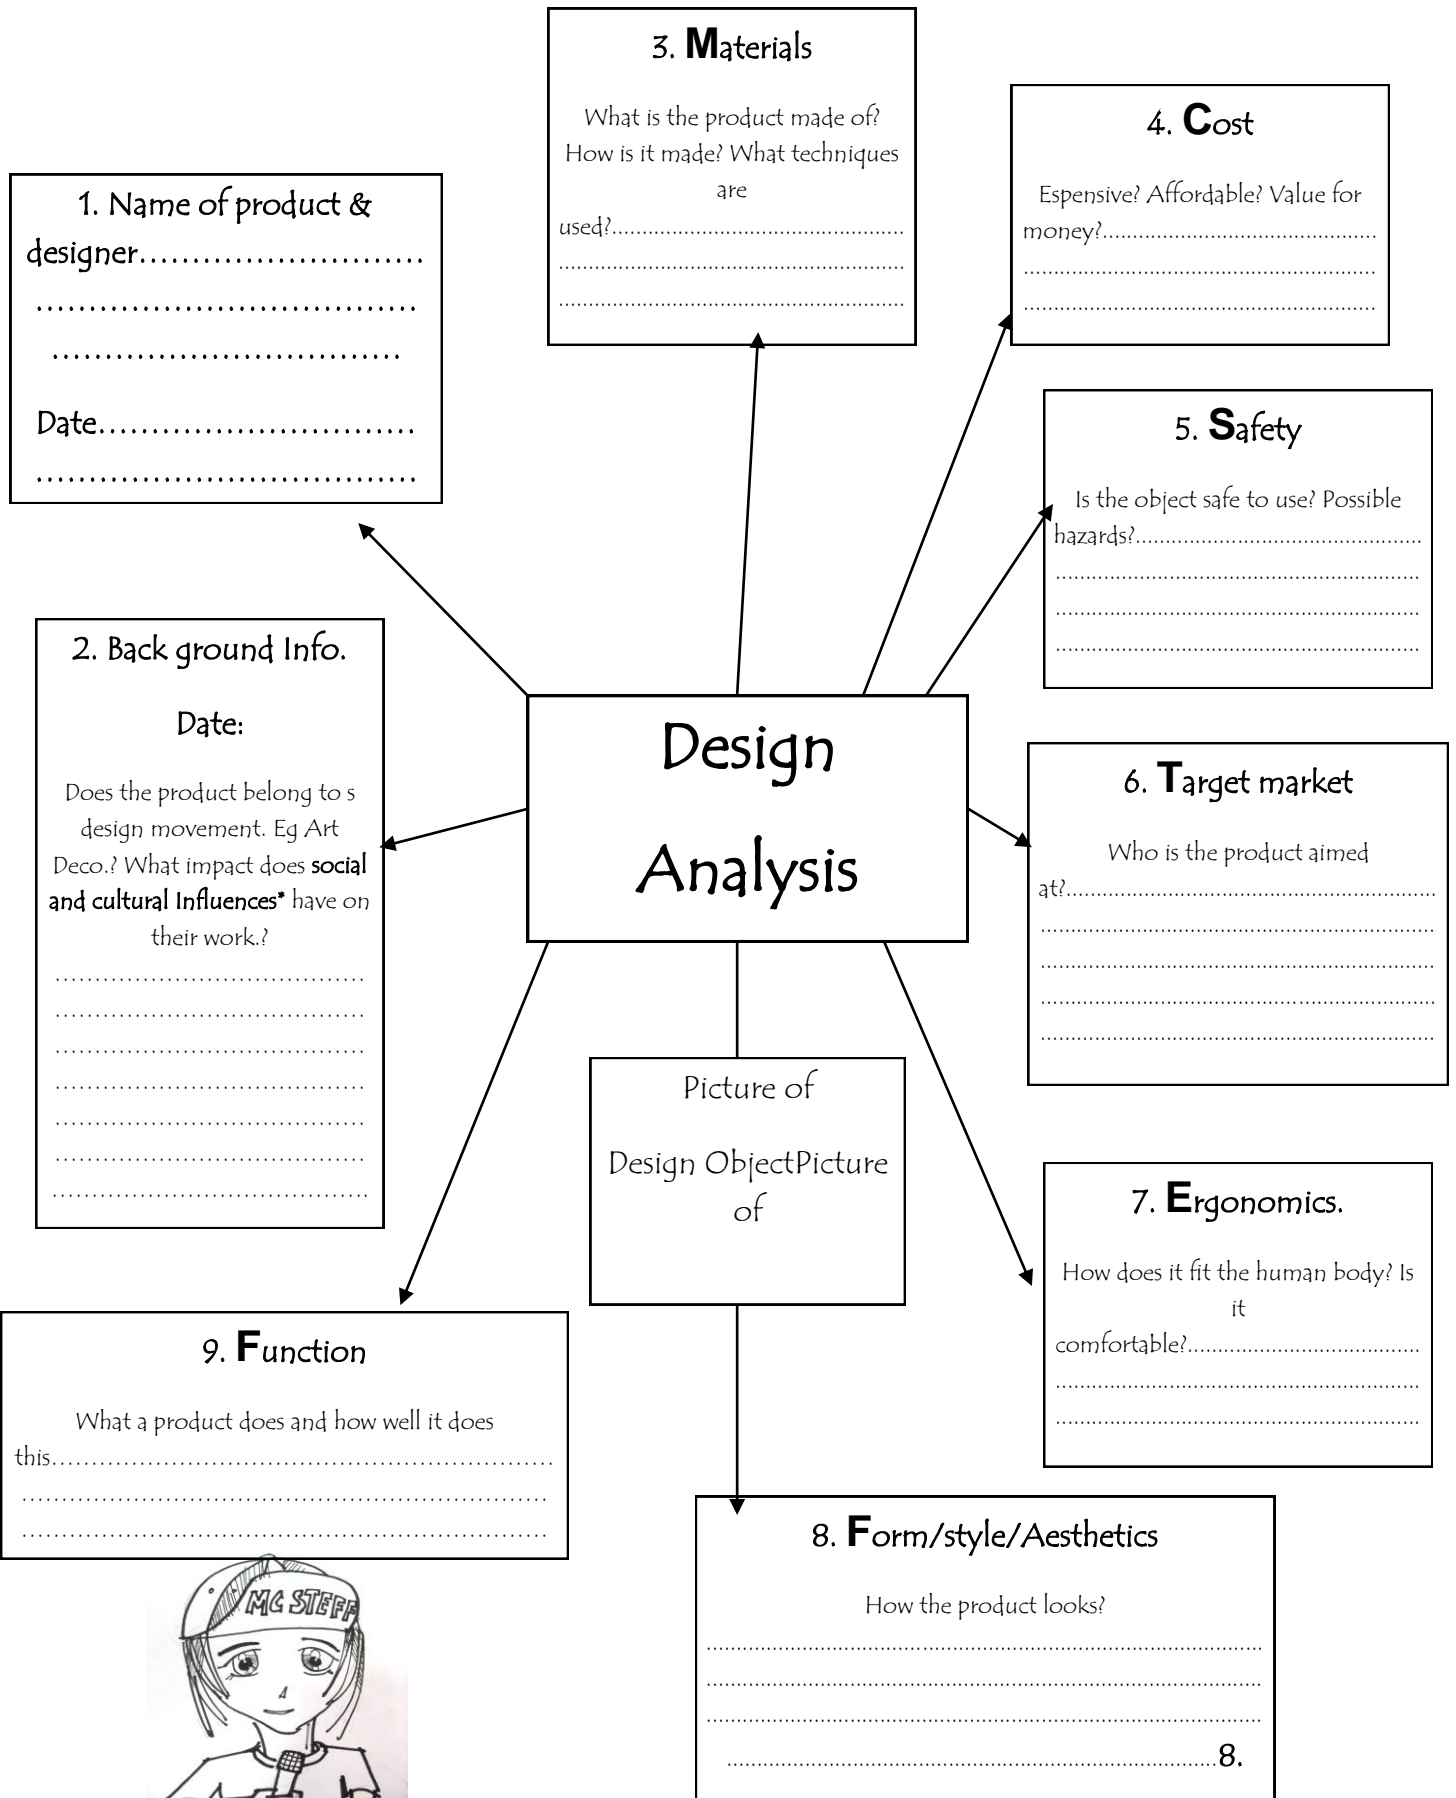 1. Name of product &
designer...........................
....................................
.................................
Date..............................
....................................
2. Back ground Info.
Date:
Does the product belong to s
design movement. Eg Art
Deco.? What impact does social
and cultural Influences* have on
their work.?
...............................................
...............................................
...............................................
...............................................
...............................................
...............................................
................................................
3. Materials
What is the product made of?
How is it made? What techniques
are
used?.................................................
..........................................................
..........................................................
4. Cost
Espensive? Affordable? Value for
money?..............................................
...........................................................
...........................................................
5. Safety
Is the object safe to use? Possible
hazards?................................................
.............................................................
.............................................................
.............................................................
Design
Analysis
6. Target market
Who is the product aimed
at?..............................................................
..................................................................
..................................................................
..................................................................
..................................................................
Picture of
Design ObjectPicture
of
7. Ergonomics.
How does it fit the human body? Is
it
comfortable?.......................................
.............................................................
.............................................................
9. Function
What a product does and how well it does
this...............................................................
..................................................................
..................................................................
8. Form/style/Aesthetics
How the product looks?
.............................................................................................
.............................................................................................
.............................................................................................
..................................................................................8.
MC STEFF